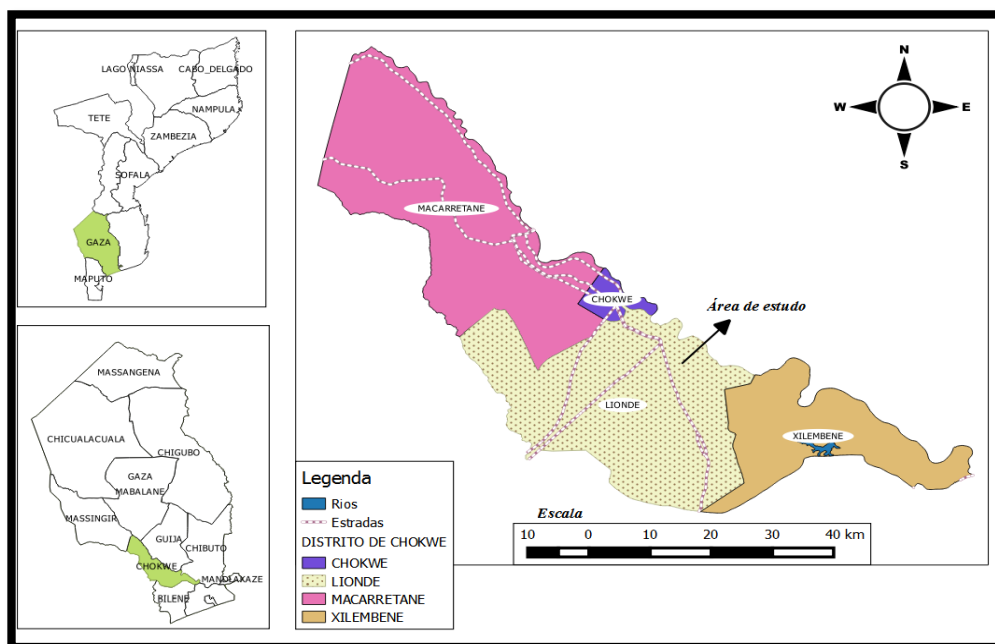 LAGO NIASSA
CABO_DELGADO
TETE
NAMPULA
ZAMBEZIA
SOFALA
GAZA
MAPUTO
MASSANGENA
CHICUALACUALA
CHIGUBO
GAZA
MABALANE
MASSINGIR
GUIJA
CHIBUTO
CHOKWE
MANDLAKAZE
BILENE
N
W
E
S
MACARRETANE
CHOKWE
Área de estudo
LIONDE
XILEMBENE
Legenda
Rios
Estradas
DISTRITO DE CHOKWE
CHOKWE
LIONDE
MACARRETANE
XILEMBENE
Escala
10 0 10 20 30 40 km